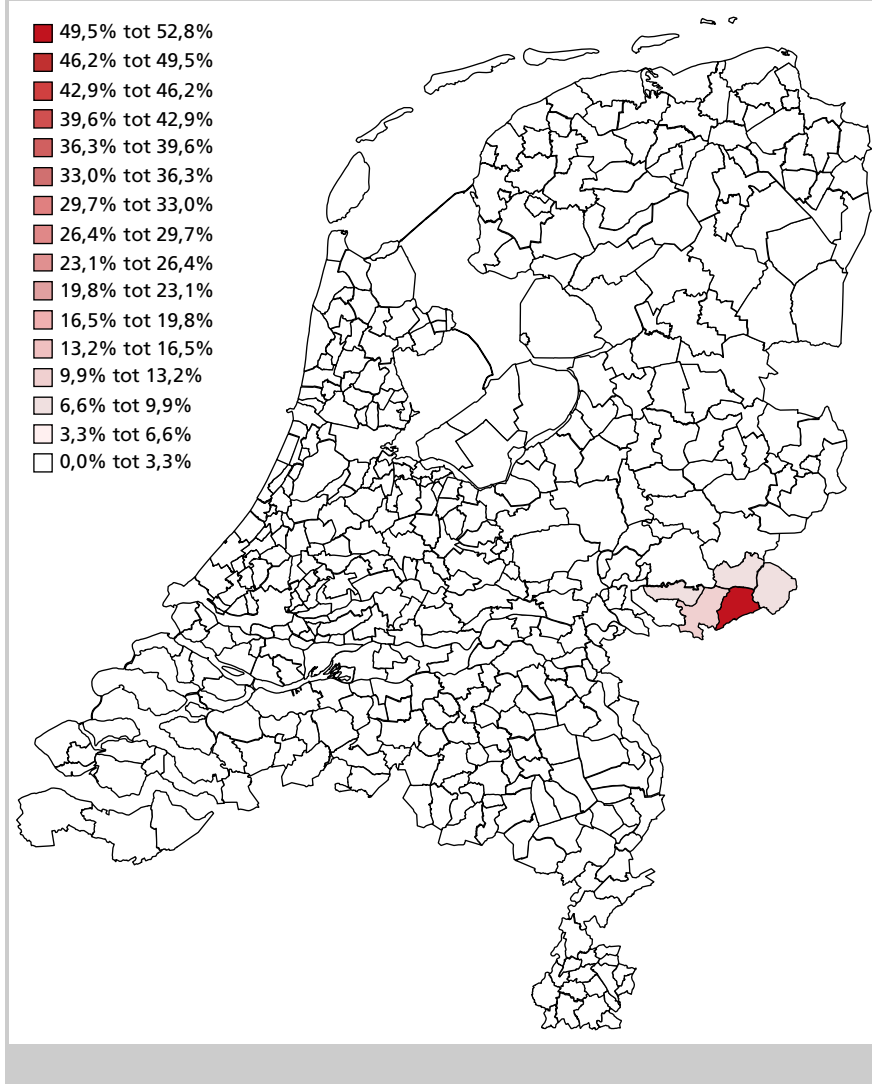 49,5% tot 52,8%
46,2% tot 49,5%
42,9% tot 46,2%
39,6% tot 42,9%
36,3% tot 39,6%
33,0% tot 36,3%
29,7% tot 33,0%
26,4% tot 29,7%
23,1% tot 26,4%
19,8% tot 23,1%
16,5% tot 19,8%
13,2% tot 16,5%
9,9% tot 13,2%
6,6% tot 9,9%
3,3% tot 6,6%
0,0% tot 3,3%